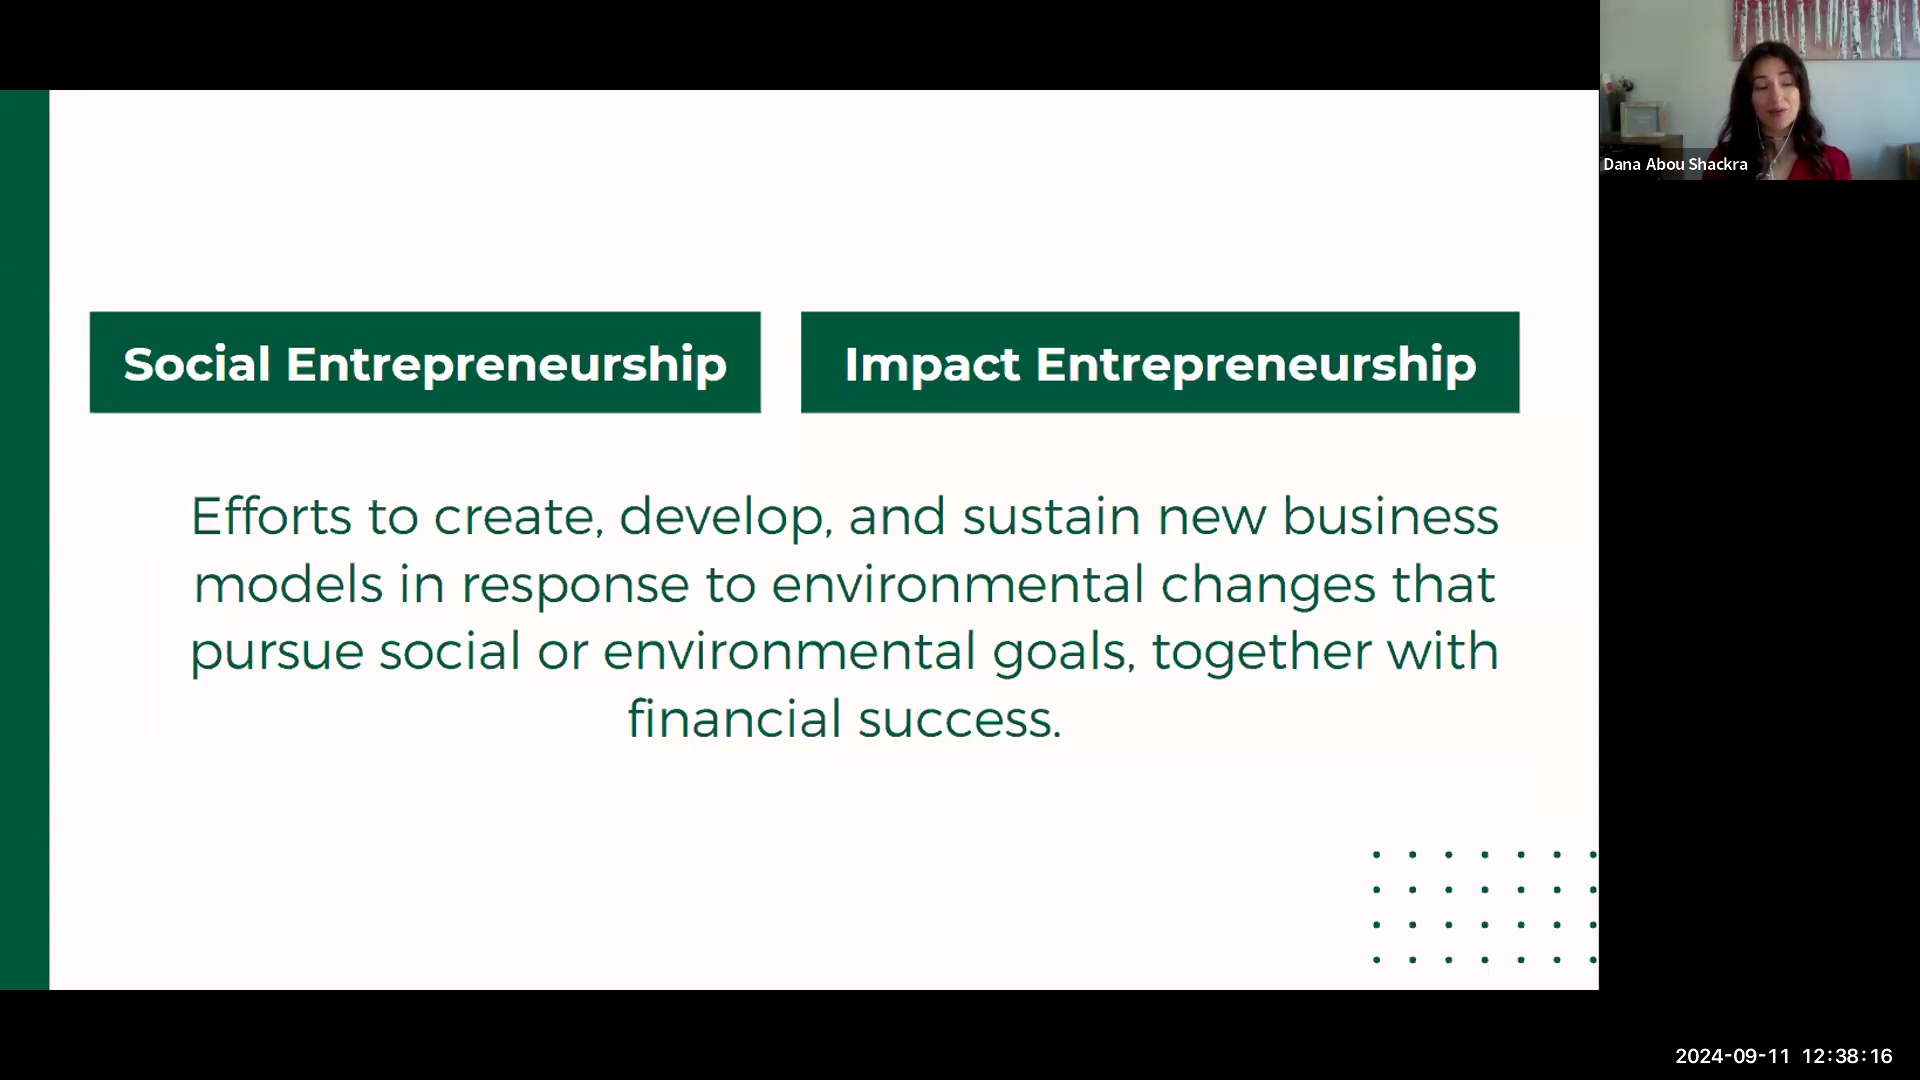 Dana Abou Shackra
Social Entrepreneurship
Impact Entrepreneurship
Efforts to create, develop, and sustain new business
models in response to environmental changes that
pursue social or environmental goals, together with
financial success.
2024-09-11 12:38:16